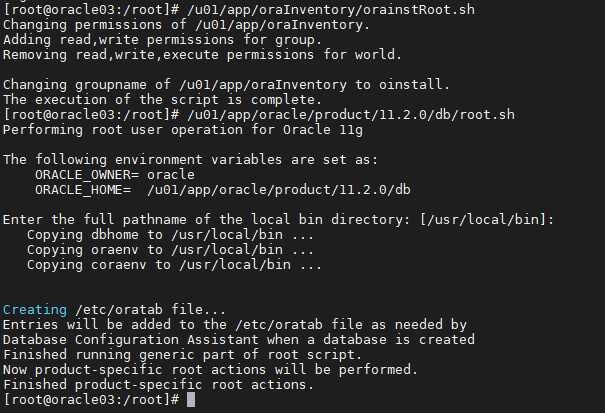 [root@oracle03:/root]# /u01/app/oraInventory/orainstRoot.sh
Changing permissions of /u01/app/oraInventory.
Adding read,write permissions for group.
Removing read,write,execute permissions for world.

Changing groupname of /u01/app/oraInventory to oinstall.
The execution of the script is complete.
[root@oracle03:/root]# /u01/app/oracle/product/11.2.0/db/root.sh
Performing root user operation for Oracle 11g

The following environment variables are set as:
    ORACLE_OWNER= oracle
    ORACLE_HOME=  /u01/app/oracle/product/11.2.0/db

Enter the full pathname of the local bin directory: [/usr/local/bin]:
   Copying dbhome to /usr/local/bin ...
   Copying oraenv to /usr/local/bin ...
   Copying coraenv to /usr/local/bin ...


Creating /etc/oratab file...
Entries will be added to the /etc/oratab file as needed by
Database Configuration Assistant when a database is created
Finished running generic part of root script.
Now product-specific root actions will be performed.
Finished product-specific root actions.
[root@oracle03:/root]#